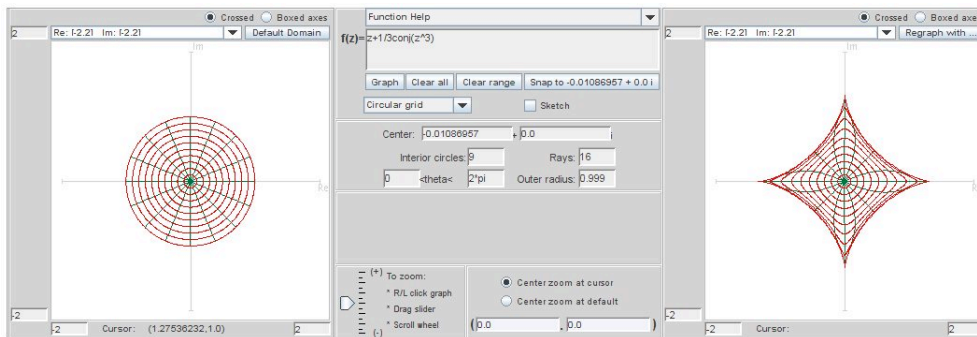 Crossed Boxed axes
2 Re: [-2.2] Im: [-2.2] Default Domain
Im
Re
-2
-2 Cursor: (1.27536232,1.0) 2
Function Help
f(z)= z+1/3conj(z^3)
Graph Clear all Clear range Snap to -0.01086957 + 0.0 i
Circular grid Sketch
Center: -0.01086957 + 0.0 i
Interior circles: 9 Rays: 16
0 <theta< 2*pi Outer radius: 0.999
(+) To zoom:
* R/L click graph
* Drag slider
* Scroll wheel
(-)
Center zoom at cursor
Center zoom at default
( 0.0 , 0.0 )
Crossed Boxed axes
2 Re: [-2.2] Im: [-2.2] Regraph with ...
Im
-2
-2 Cursor: 2